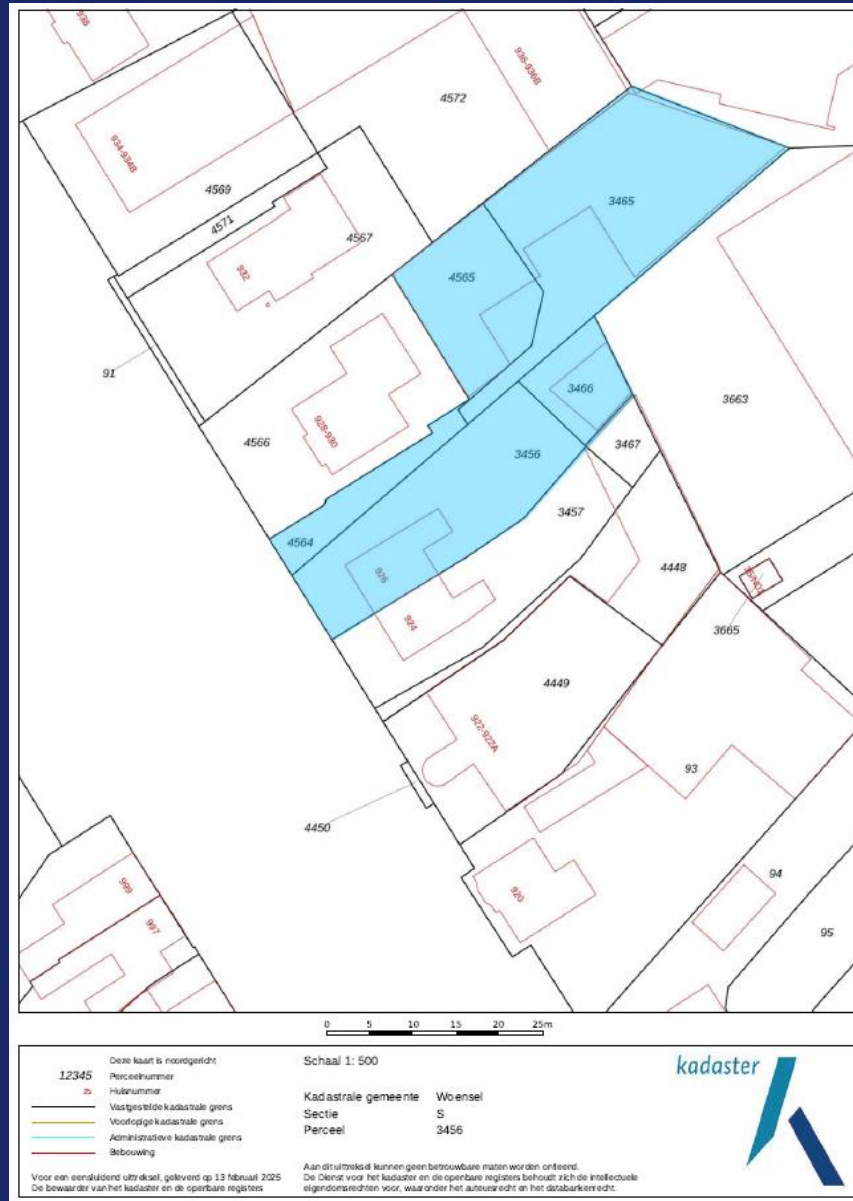 938
936-936B
4572
934-934B
4569
4571
3465
4567
932
4565
91
3466
3663
928-930
4566
3467
3456
3457
4564
926
4448
924
3665
4449
922-922A
93
4450
94
999
920
997
95
0 5 10 15 20 25m
Deze kaart is noordgericht
12345 Perceelnummer
25 Huisnummer
Vastgestelde kadastrale grens
Voorlopige kadastrale grens
Administratieve kadastrale grens
Bebouwing
Voor een eensluidend uittreksel, geleverd op 13 februari 2025
De bewaarder van het kadaster en de openbare registers
Schaal 1: 500
Kadastrale gemeente Woensel
Sectie S
Perceel 3456
Aan dit uittreksel kunnen geen betrouwbare maten worden ontleend.
De Dienst voor het kadaster en de openbare registers behoudt zich de intellectuele
eigendomsrechten voor, waaronder het auteursrecht en het databankenrecht.
kadaster